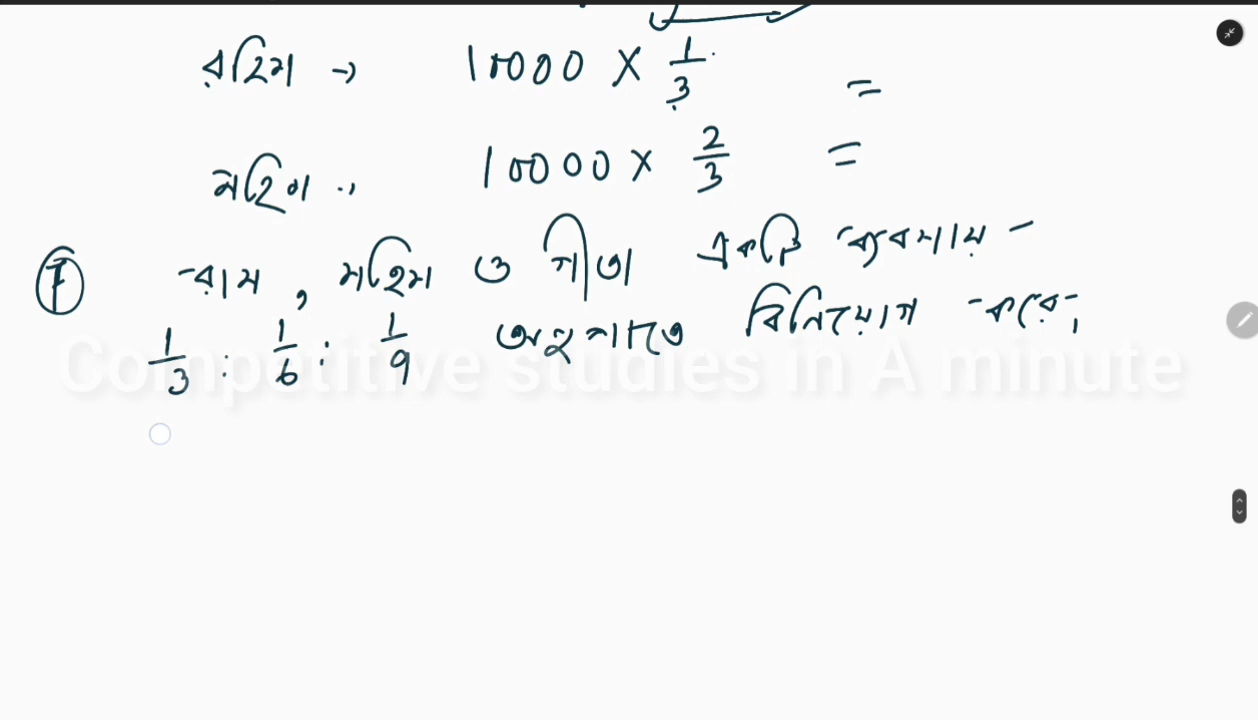 রহিম → 10000 × 1/3 =
মহিম → 10000 × 2/3 =
F রাম, মহিম ও গীতা একটি ব্যবসায়
1/3 : 1/6 : 1/9 অনুপাতে বিনিয়োগ করে,
Competitive studies in A minute